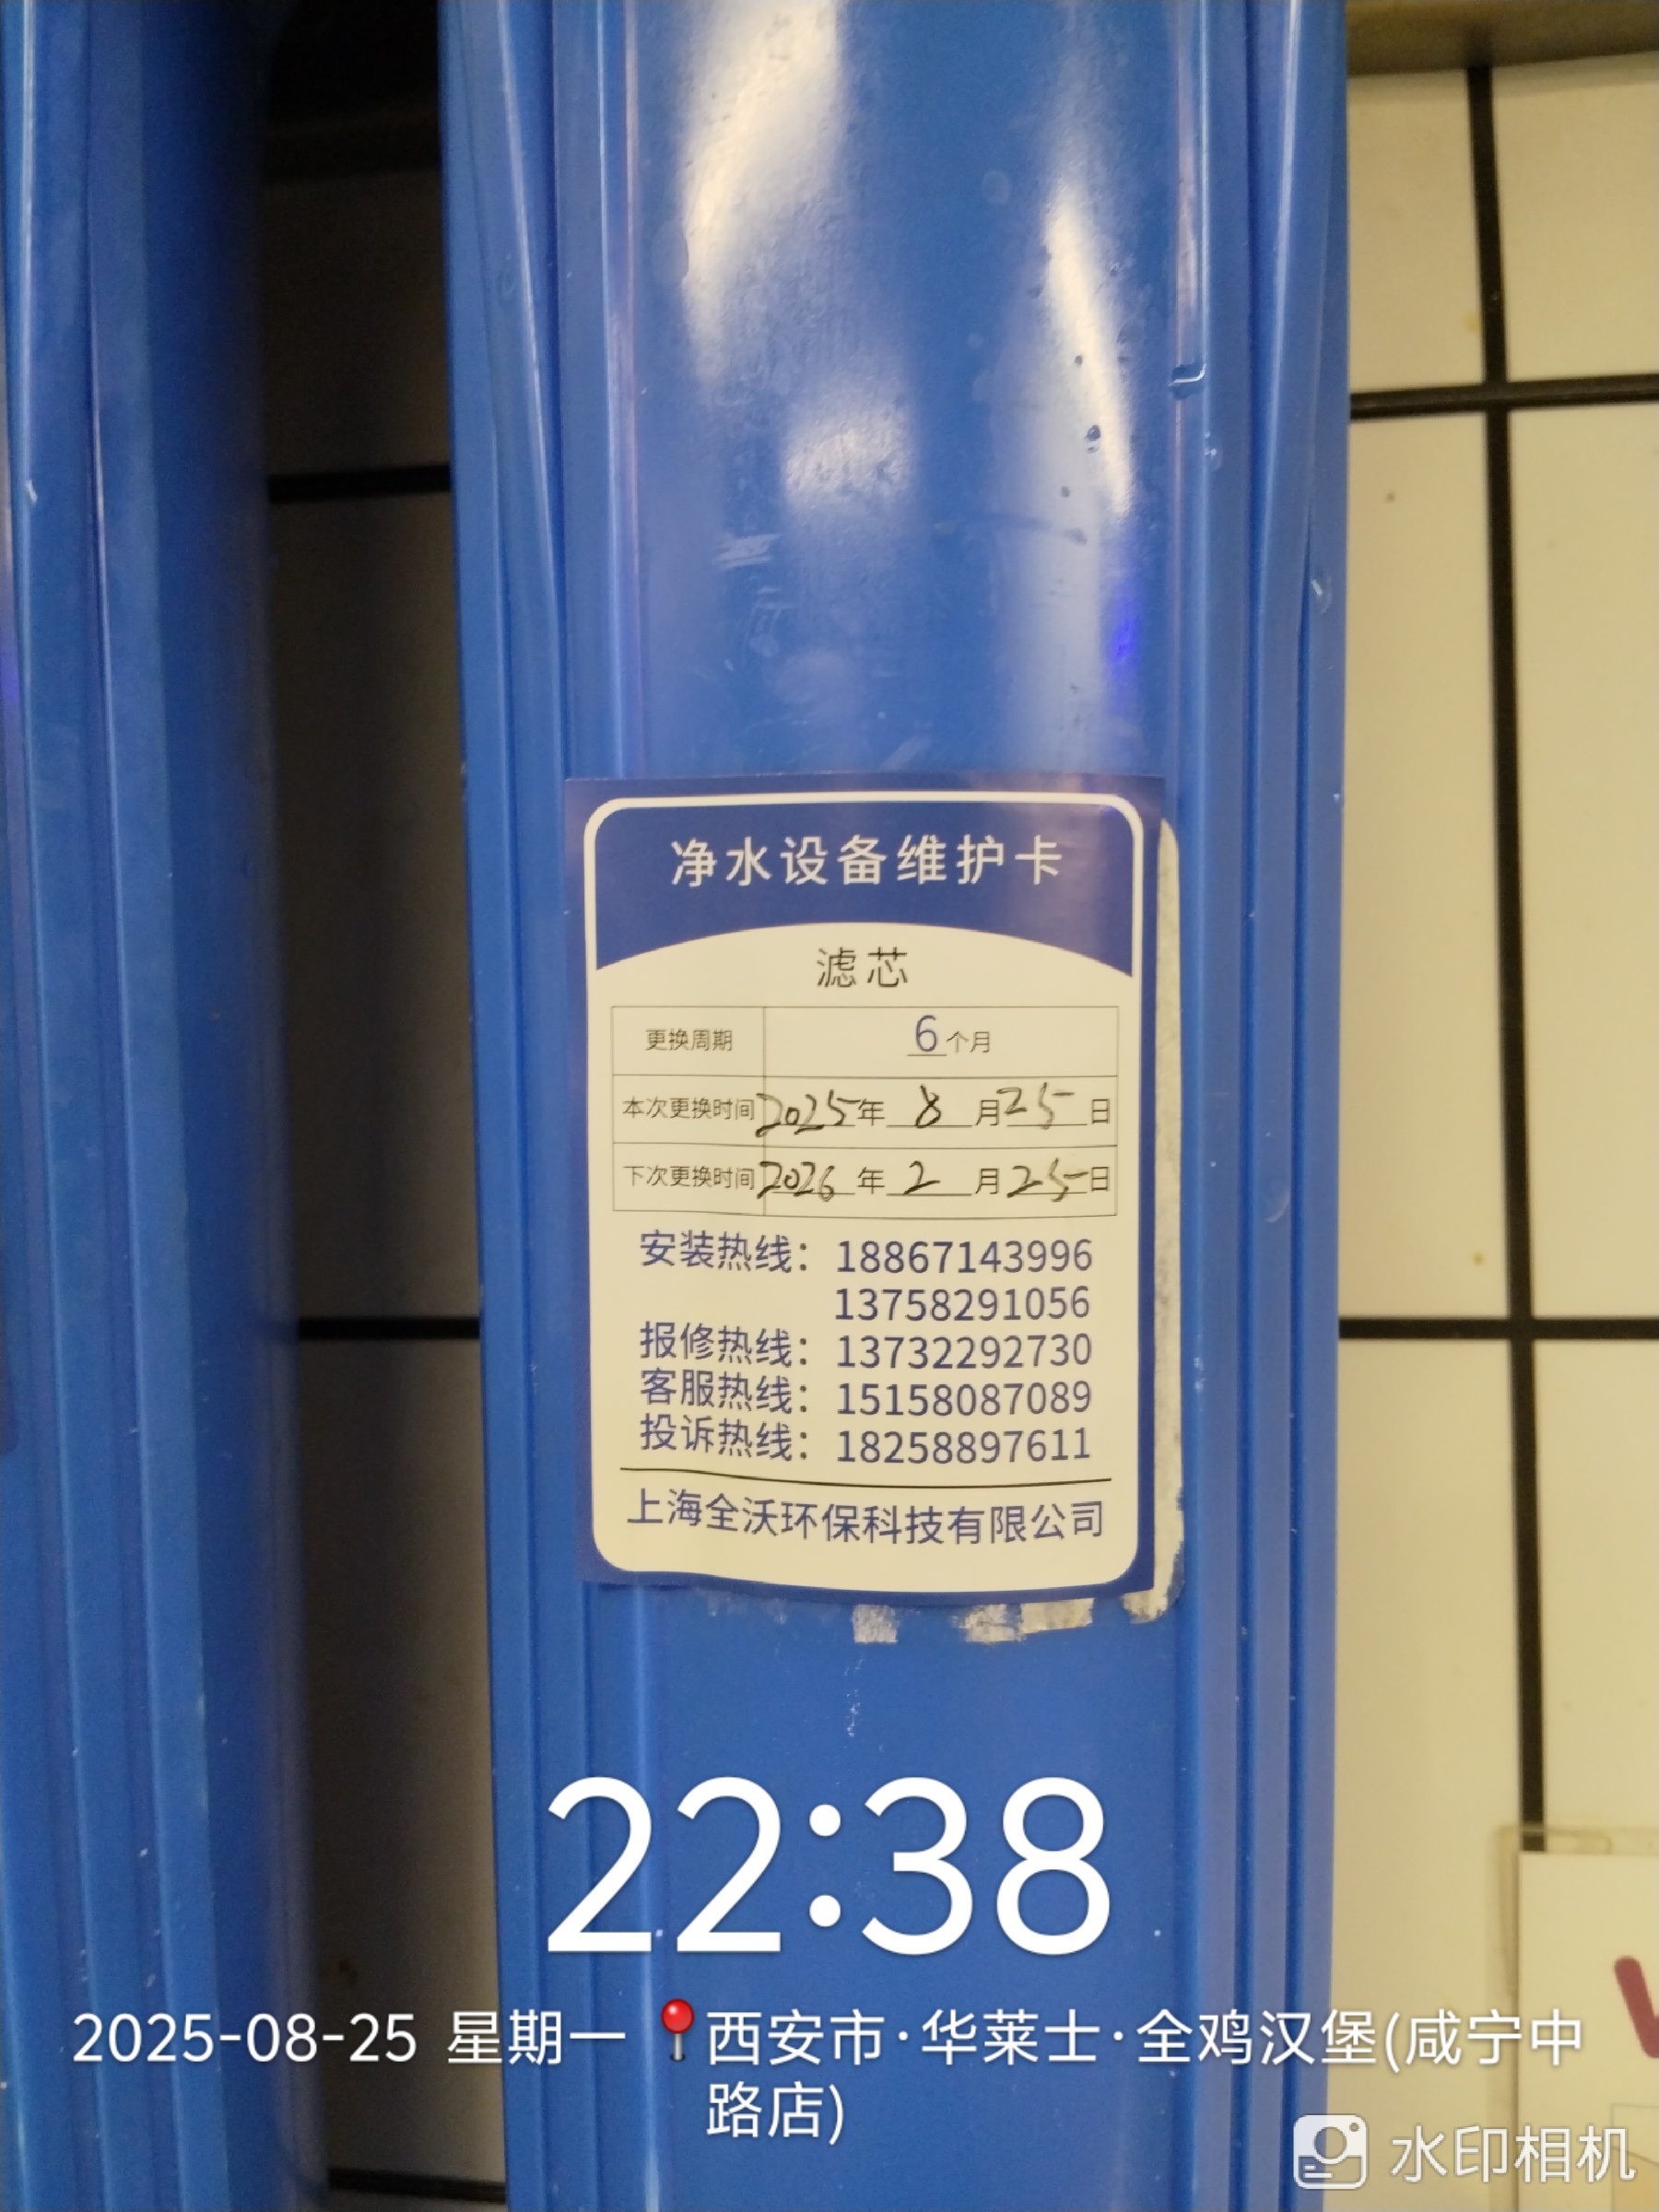 净水设备维护卡
滤芯
更换周期 6个月
本次更换时间 2025年 8 月 25 日
下次更换时间 2026 年 2 月 25 日
安装热线：18867143996
13758291056
报修热线：13732292730
客服热线：15158087089
投诉热线：18258897611
上海全沃环保科技有限公司
22:38
2025-08-25 星期一 西安市·华莱士·全鸡汉堡(咸宁中
路店)
水印相机